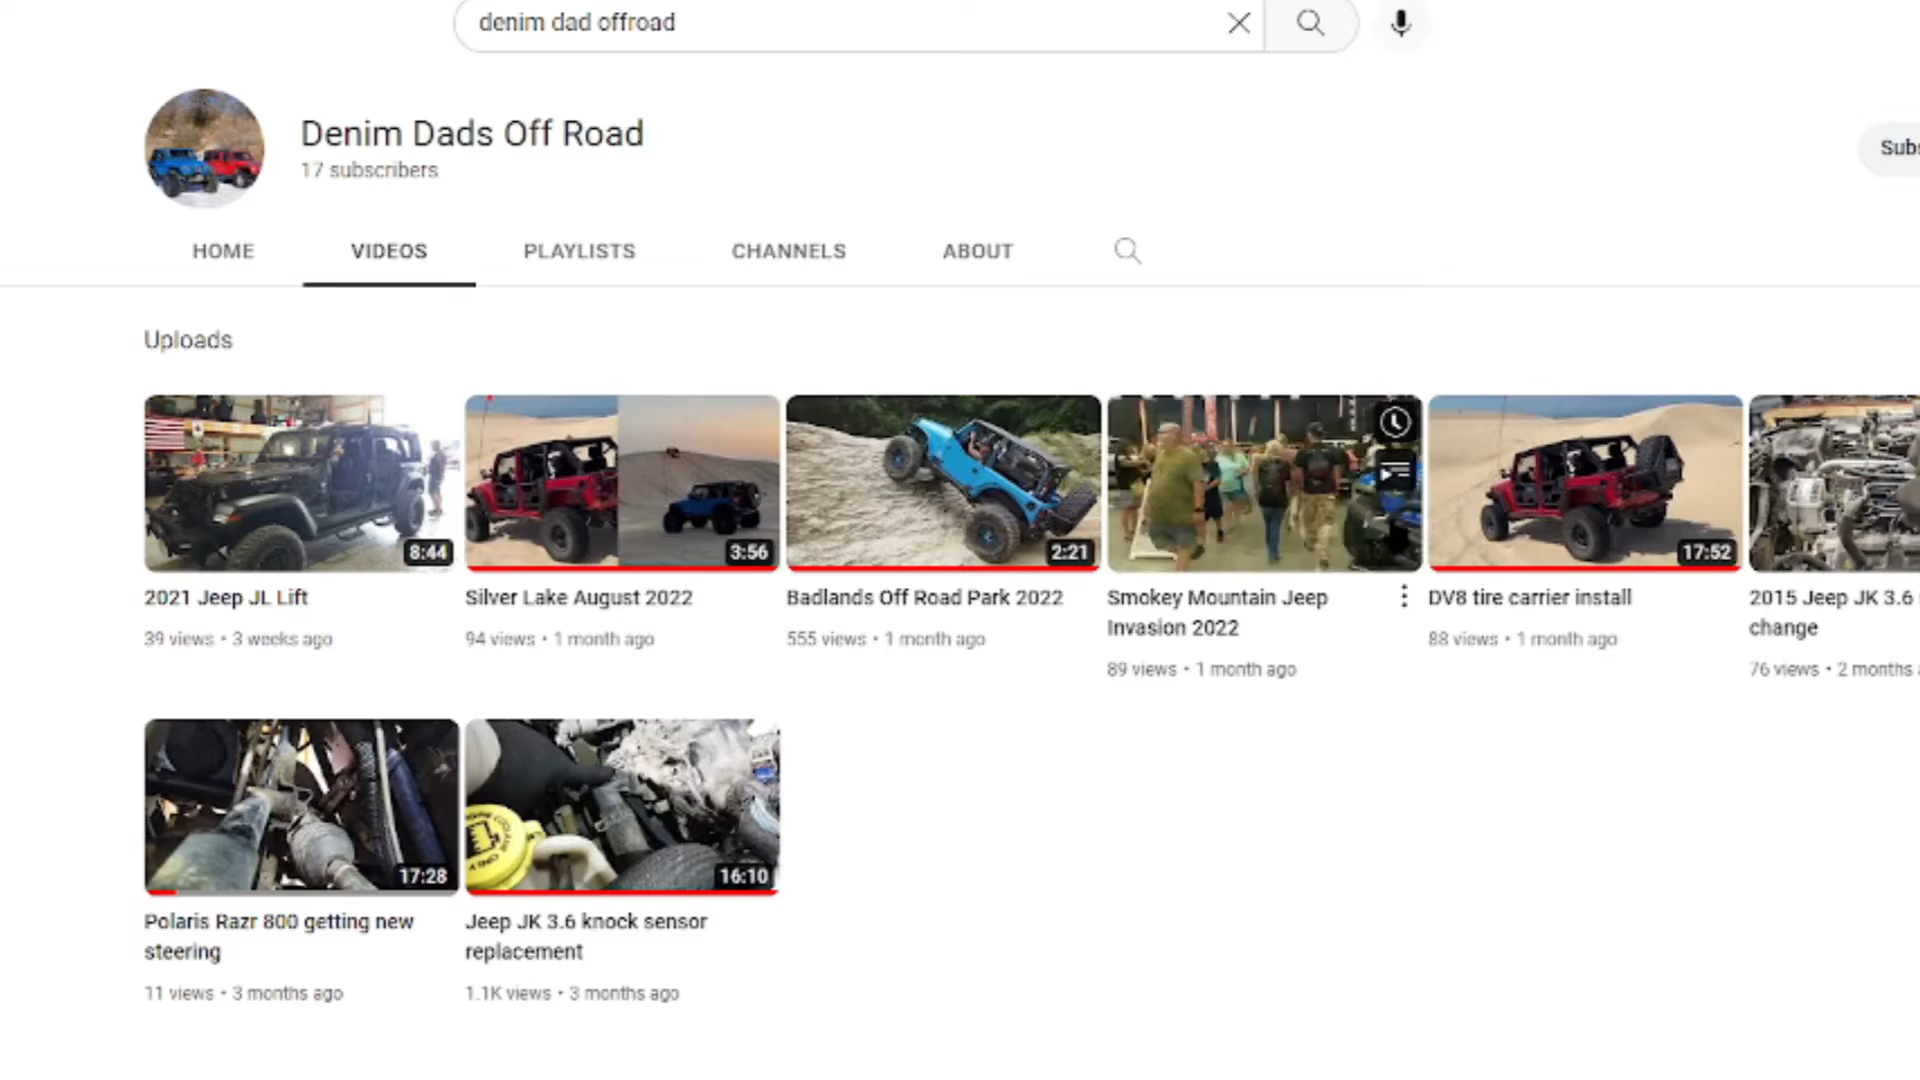 denim dad offroad
Denim Dads Off Road
17 subscribers
Subs
HOME
VIDEOS
PLAYLISTS
CHANNELS
ABOUT
Uploads
8:44
3:56
2:21
17:52
2021 Jeep JL Lift
39 views • 3 weeks ago
Silver Lake August 2022
94 views • 1 month ago
Badlands Off Road Park 2022
555 views • 1 month ago
Smokey Mountain Jeep
Invasion 2022
89 views • 1 month ago
DV8 tire carrier install
88 views • 1 month ago
2015 Jeep JK 3.6
change
76 views • 2 months
17:28
16:10
Polaris Razr 800 getting new
steering
11 views • 3 months ago
Jeep JK 3.6 knock sensor
replacement
1.1K views • 3 months ago